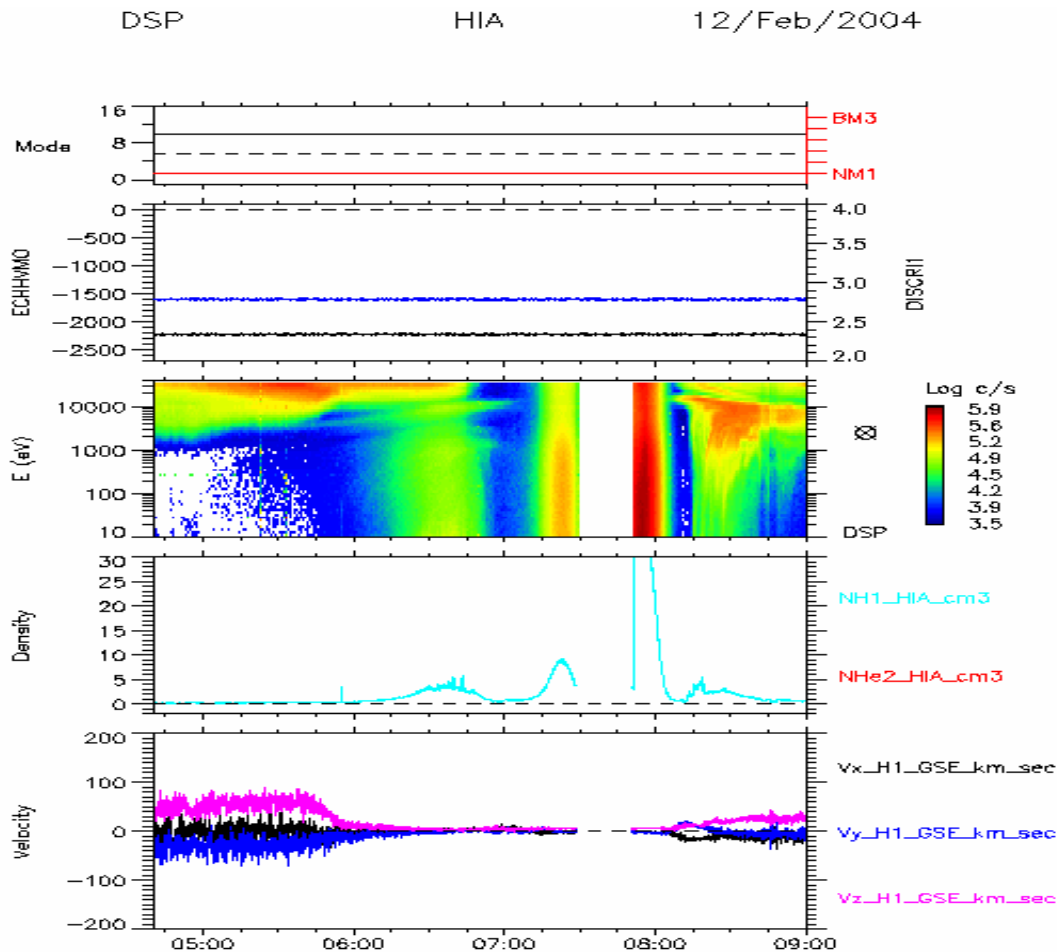 DSP HIA 12/Feb/2004
16
8
0
Mode
BM3
NM1
0
−500
−1000
−1500
−2000
−2500
ECHHVMO
4.0
3.5
3.0
2.5
2.0
DISCRI1
10000
1000
100
10
E (eV)
DSP
Log c/s
5.9
5.6
5.2
4.9
4.5
4.2
3.9
3.5
30
25
20
15
10
5
0
Density
NH1_HIA_cm3
NHe2_HIA_cm3
200
100
0
−100
−200
Velocity
Vx_H1_GSE_km_sec
Vy_H1_GSE_km_sec
Vz_H1_GSE_km_sec
05:00 06:00 07:00 08:00 09:00